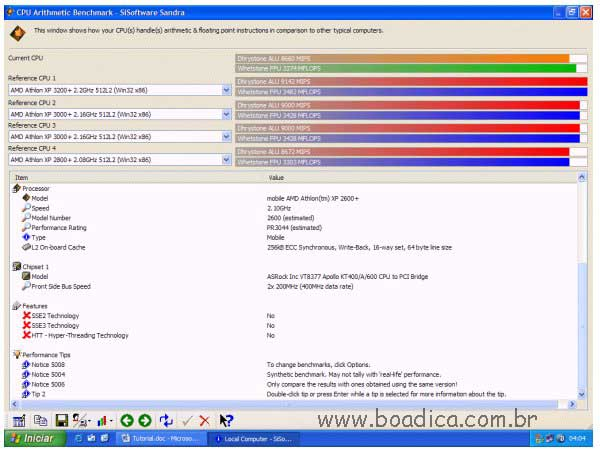 CPU Arithmetic Benchmark - SiSoftware Sandra
This window shows how your CPU(s) handle(s) arithmetic & floating point instructions in comparison to other typical computers.
Current CPU
Dhrystone ALU 8660 MIPS
Whetstone FPU 3274 MFLOPS
Reference CPU 1
AMD Athlon XP 3200+ 2.2GHz 512L2 (Win32 x86)
Dhrystone ALU 9142 MIPS
Whetstone FPU 3482 MFLOPS
Reference CPU 2
AMD Athlon XP 3000+ 2.16GHz 512L2 (Win32 x86)
Dhrystone ALU 9000 MIPS
Whetstone FPU 3428 MFLOPS
Reference CPU 3
AMD Athlon XP 3000+ 2.16GHz 512L2 (Win32 x86)
Dhrystone ALU 9000 MIPS
Whetstone FPU 3428 MFLOPS
Reference CPU 4
AMD Athlon XP 2800+ 2.08GHz 512L2 (Win32 x86)
Dhrystone ALU 8672 MIPS
Whetstone FPU 3303 MFLOPS
Item Value
Processor
Model mobile AMD Athlon(tm) XP 2600+
Speed 2.10GHz
Model Number 2600 (estimated)
Performance Rating PR3044 (estimated)
Type Mobile
L2 On-board Cache 256kB ECC Synchronous, Write-Back, 16-way set, 64 byte line size
Chipset 1
Model ASRock Inc VT8377 Apollo KT400/A/600 CPU to PCI Bridge
Front Side Bus Speed 2x 200MHz (400MHz data rate)
Features
SSE2 Technology No
SSE3 Technology No
HTT - Hyper-Threading Technology No
Performance Tips
Notice 5008 To change benchmarks, click Options.
Notice 5004 Synthetic benchmark. May not tally with 'real-life' performance.
Notice 5006 Only compare the results with ones obtained using the same version!
Tip 2 Double-click tip or press Enter while a tip is selected for more information about the tip.
www.boadica.com.br
Iniciar
Tutorial.doc - Microso...
Local Computer - SiSo...
04:04